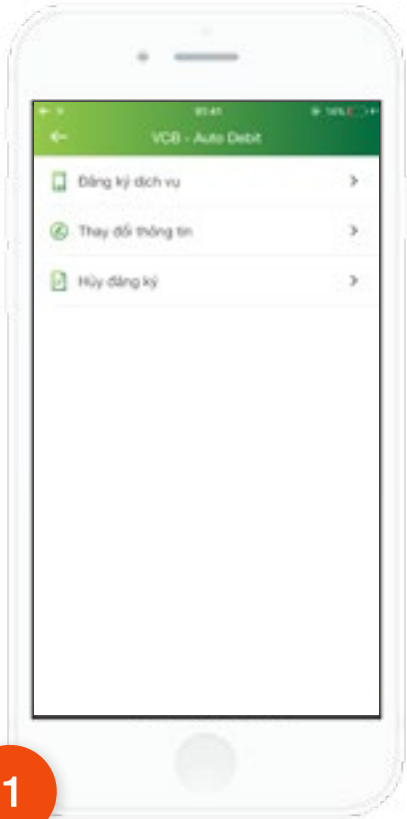 VCB - Auto Debit
Đăng ký dịch vụ
Thay đổi thông tin
Hủy đăng ký
1